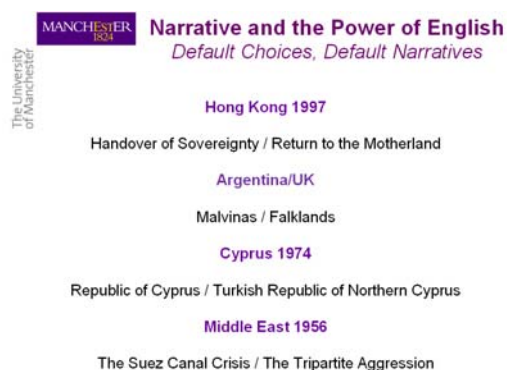 MANCHESTER
1824
The University
of Manchester
Narrative and the Power of English
Default Choices, Default Narratives
Hong Kong 1997
Handover of Sovereignty / Return to the Motherland
Argentina/UK
Malvinas / Falklands
Cyprus 1974
Republic of Cyprus / Turkish Republic of Northern Cyprus
Middle East 1956
The Suez Canal Crisis / The Tripartite Aggression